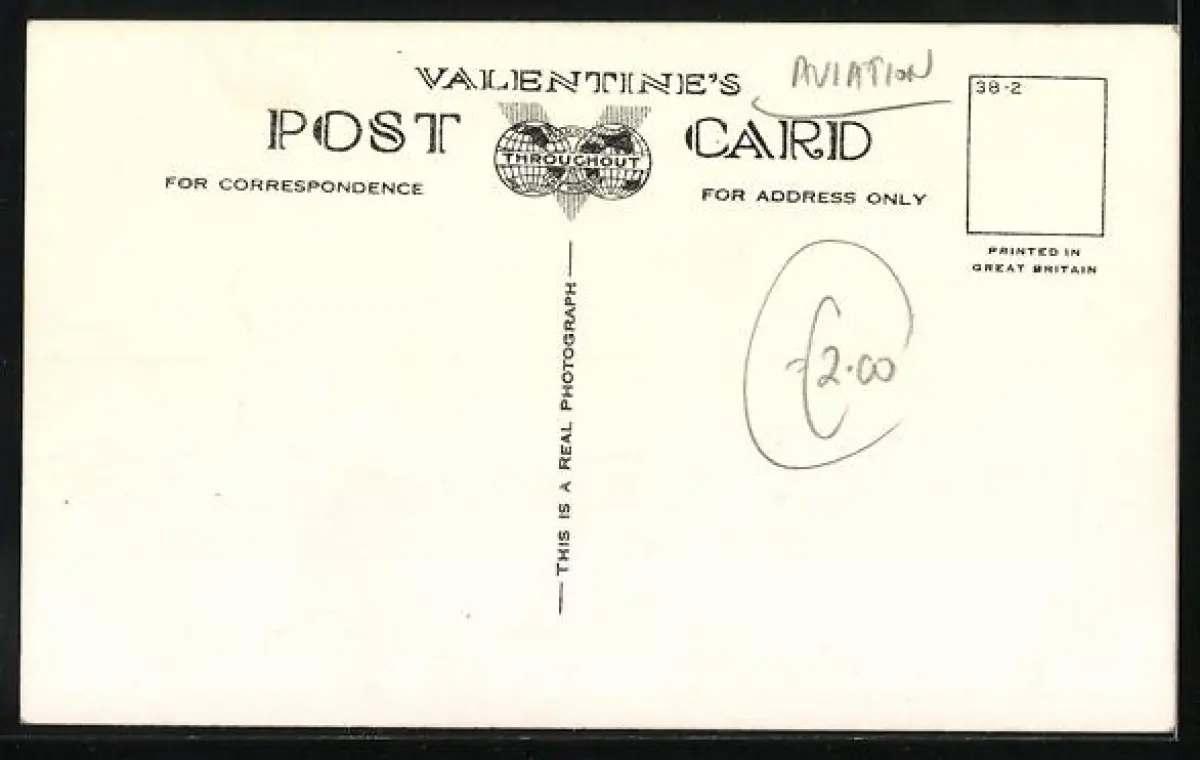 VALENTINE'S
AVIATION
38-2
POST CARD
THROUGHOUT
FOR CORRESPONDENCE
FOR ADDRESS ONLY
PRINTED IN
GREAT BRITAIN
THIS IS A REAL PHOTOGRAPH
£2.00